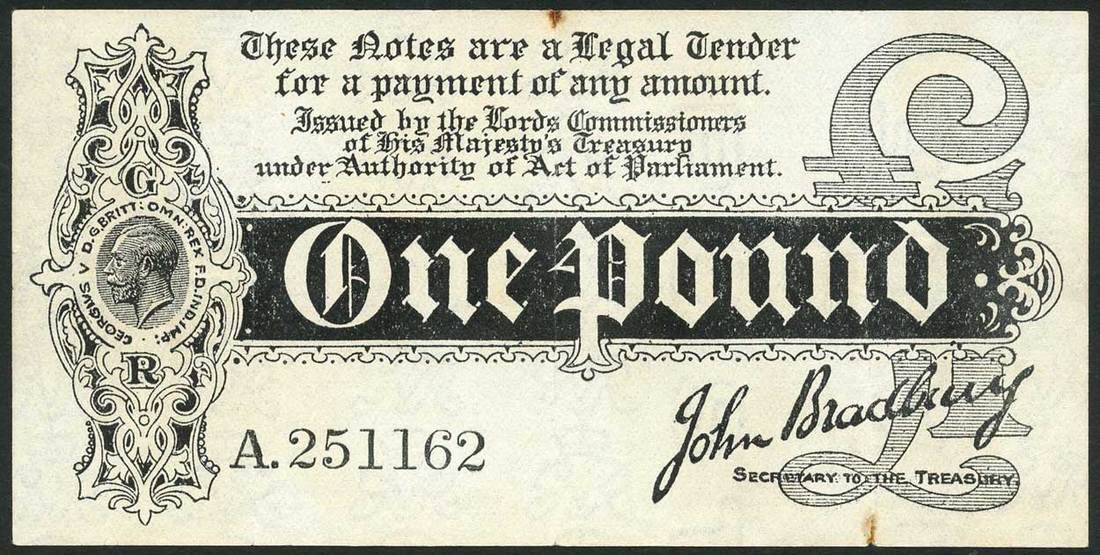 These Notes are a Legal Tender
for a payment of any amount.
Issued by the Lords Commissioners
of His Majesty's Treasury
under Authority of Act of Parliament.
£1
G
GEORGIVS V D.G.BRITT: OMN: REX F.D. IND: IMP:
R
One Pound
A.251162
John Bradbury
SECRETARY TO THE TREASURY.
£1